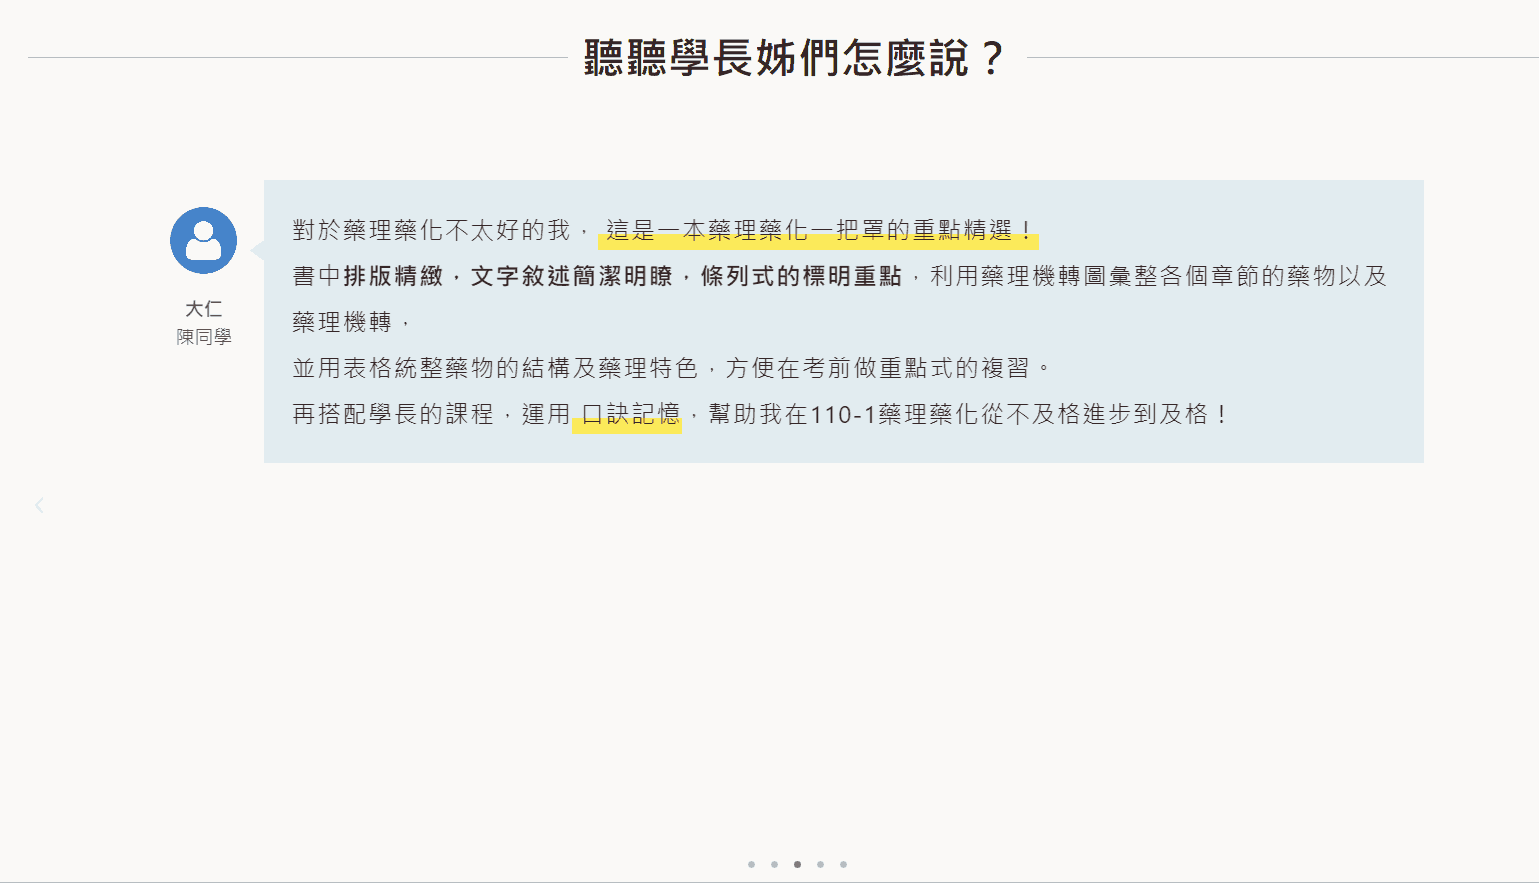 聽聽學長姊們怎麼說？
大仁
陳同學
對於藥理藥化不太好的我，這是一本藥理藥化一把罩的重點精選！
書中排版精緻，文字敘述簡潔明瞭，條列式的標明重點，利用藥理機轉圖彙整各個章節的藥物以及
藥理機轉，
並用表格統整藥物的結構及藥理特色，方便在考前做重點式的複習。
再搭配學長的課程，運用 口訣記憶，幫助我在110-1藥理藥化從不及格進步到及格！